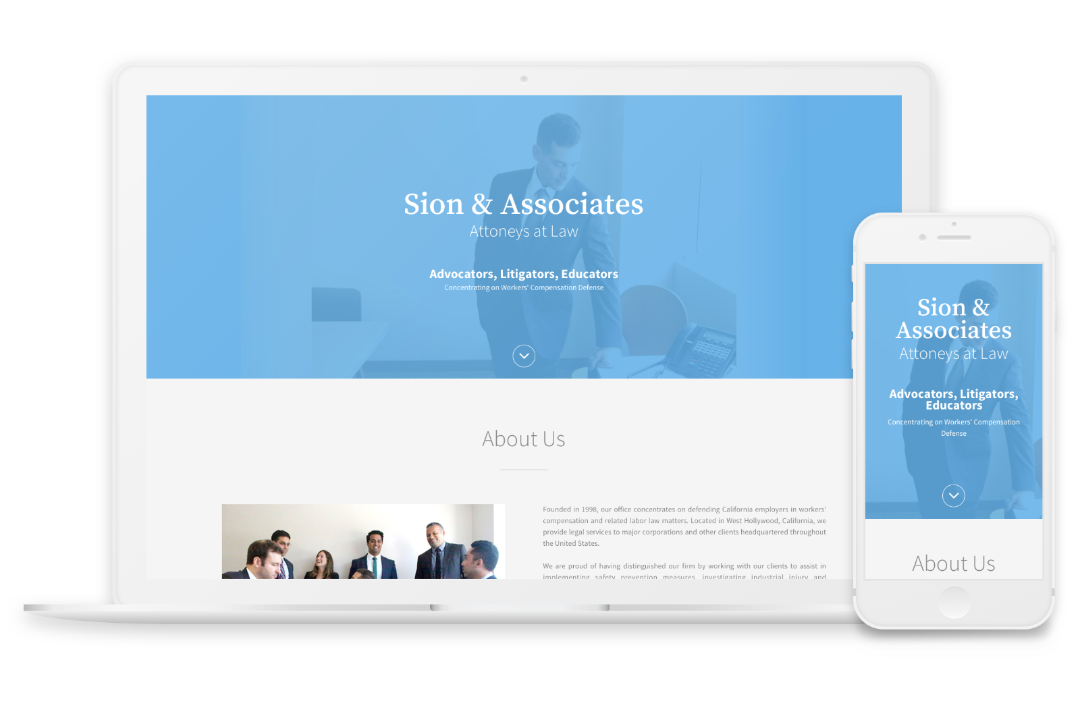 Sion & Associates
Attoneys at Law
Advocators, Litigators, Educators
Concentrating on Workers' Compensation Defense
About Us
Founded in 1998, our office concentrates on defending California employers in workers'
compensation and related labor law matters. Located in West Hollywood, California, we
provide legal services to major corporations and other clients headquartered throughout
the United States.
We are proud of having distinguished our firm by working with our clients to assist in
implementing safety prevention measures, investigating industrial injury and
Sion &
Associates
Attoneys at Law
Advocators, Litigators,
Educators
Concentrating on Workers' Compensation
Defense
About Us